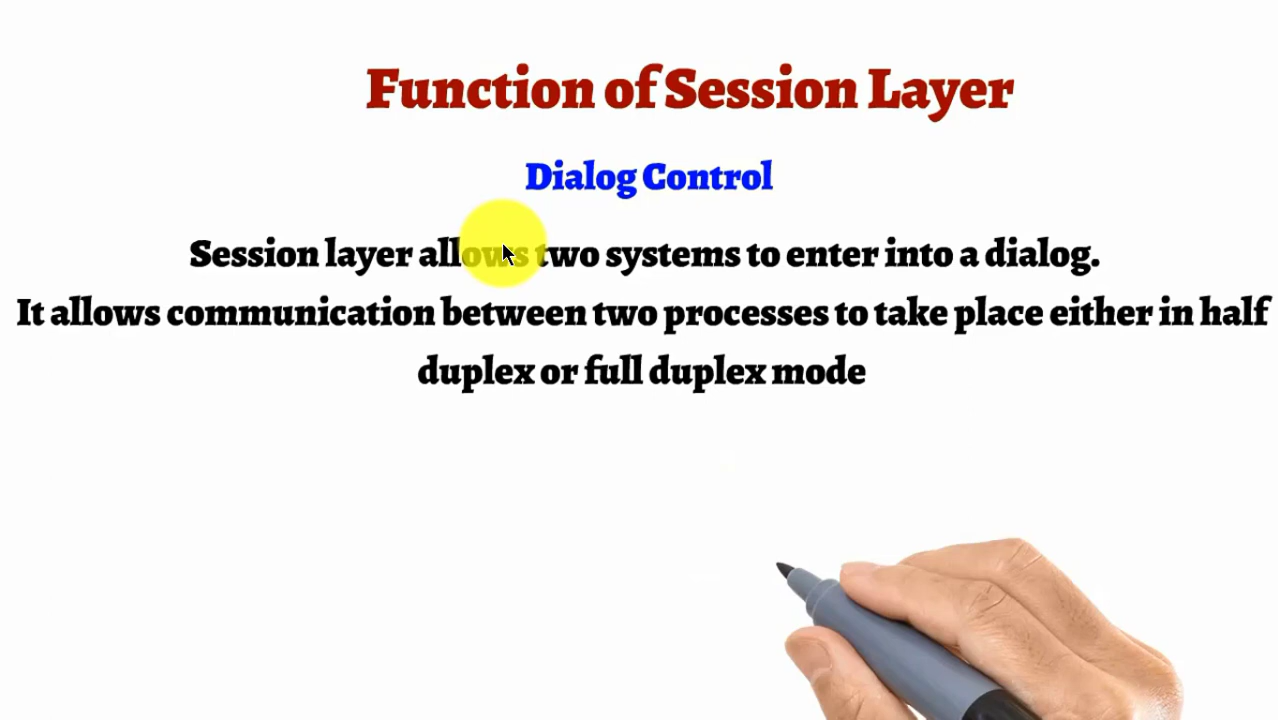 Function of Session Layer
Dialog Control
Session layer allows two systems to enter into a dialog.
It allows communication between two processes to take place either in half
duplex or full duplex mode